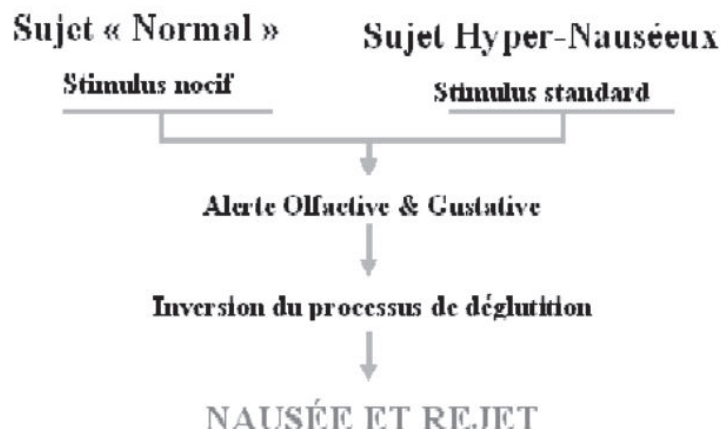 Sujet « Normal »
Sujet Hyper-Nauséeux
Stimulus nocif
Stimulus standard
Alerte Olfactive & Gustative
Inversion du processus de déglutition
NAUSÉE ET REJET